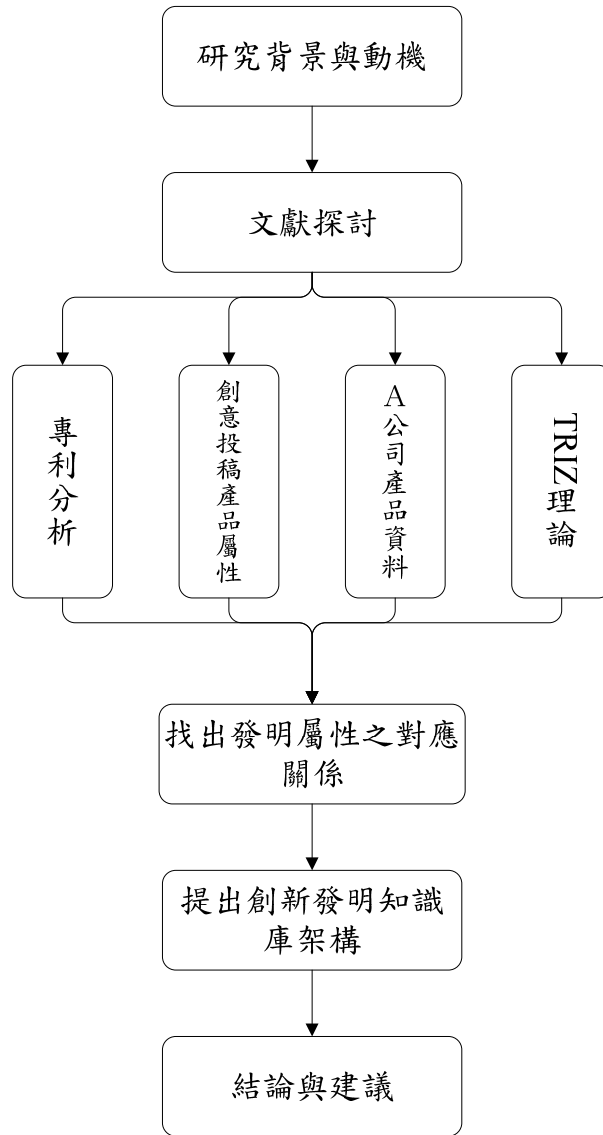 研究背景與動機
文獻探討
專利分析
創意投稿產品屬性
A公司產品資料
TRIZ理論
找出發明屬性之對應
關係
提出創新發明知識
庫架構
結論與建議